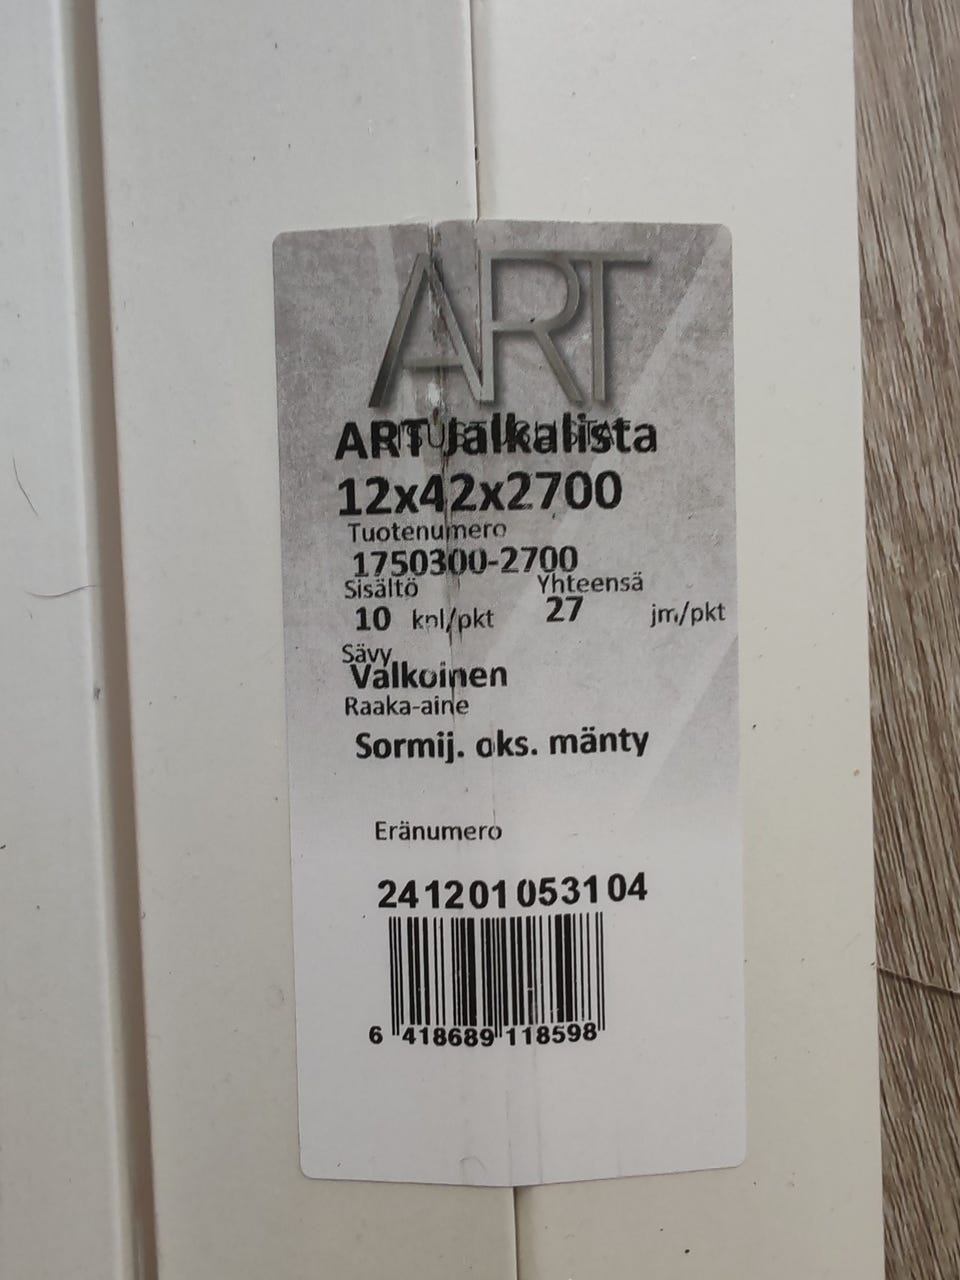 ART
ART Jalkalista
12x42x2700
Tuotenumero
1750300-2700
Sisältö Yhteensä
10 kpl/pkt 27 jm/pkt
Sävy
Valkoinen
Raaka-aine
Sormij. oks. mänty
Eränumero
241201053104
6 418689 118598